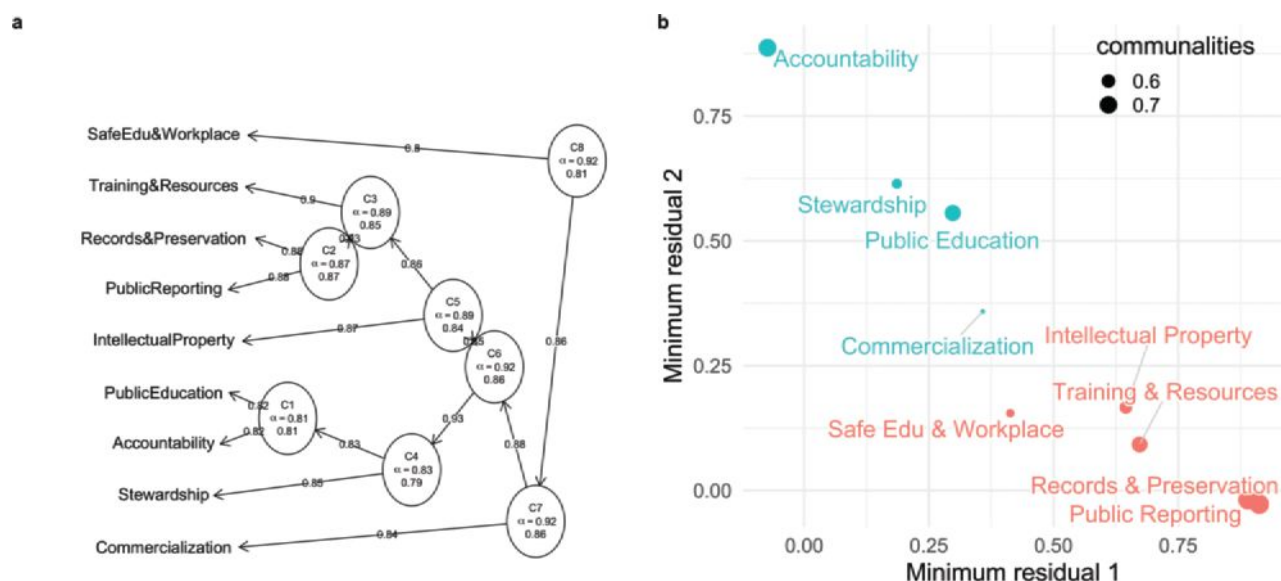 a
SafeEdu&Workplace
0.8
C8
α = 0.92
0.81
Training&Resources
0.9
C3
α = 0.89
0.85
Records&Preservation
0.88
C2
α = 0.87
0.87
PublicReporting
0.88
0.86
C5
α = 0.89
0.84
IntellectualProperty
0.87
0.86
C6
α = 0.92
0.86
PublicEducation
0.82
C1
α = 0.81
0.81
Accountability
0.82
0.83
0.93
C4
α = 0.83
0.79
0.88
Stewardship
0.85
C7
α = 0.92
0.86
Commercialization
0.84
b
communalities
0.6
0.7
Accountability
Stewardship
Public Education
Commercialization
Intellectual Property
Training & Resources
Safe Edu & Workplace
Records & Preservation
Public Reporting
Minimum residual 2
0.75
0.50
0.25
0.00
0.00
0.25
0.50
0.75
Minimum residual 1